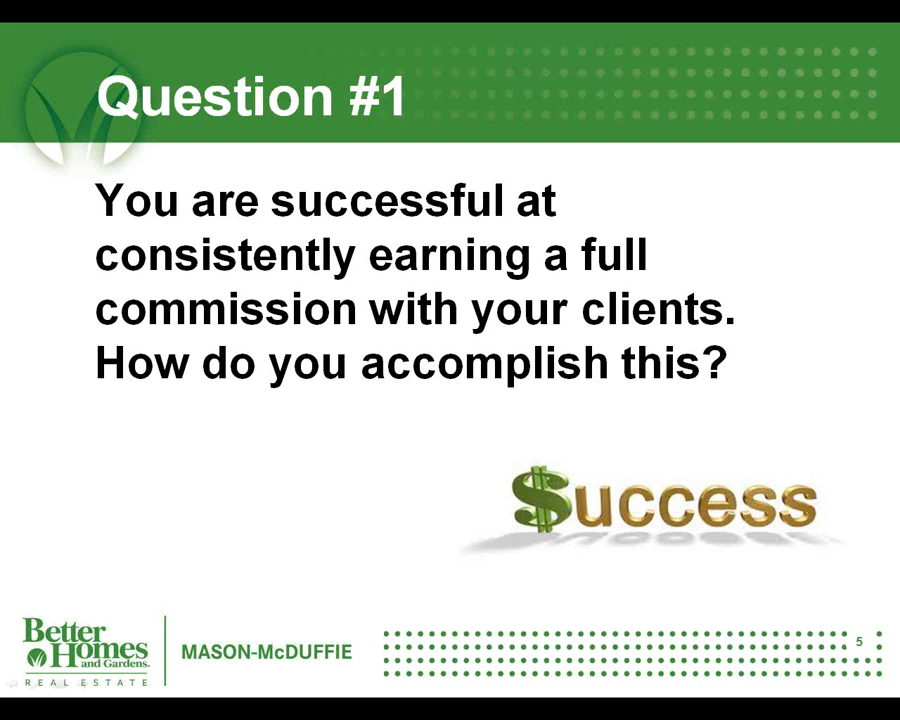 Question #1
You are successful at
consistently earning a full
commission with your clients.
How do you accomplish this?
$uccess
Better
Homes
and Gardens.
REAL ESTATE
MASON-McDUFFIE
5